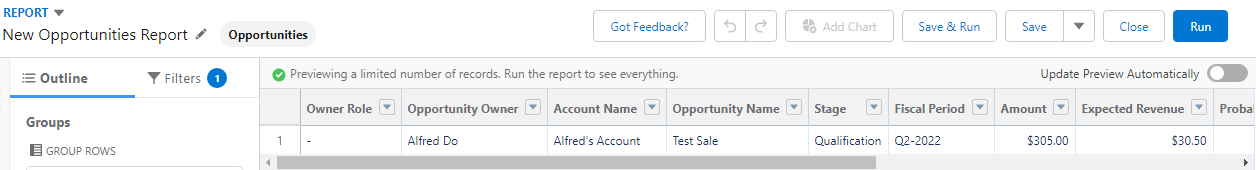 REPORT
New Opportunities Report Opportunities Got Feedback? Add Chart Save & Run Save Close Run
Outline Filters 1 Previewing a limited number of records. Run the report to see everything. Update Preview Automatically
Groups
GROUP ROWS
Owner Role Opportunity Owner Account Name Opportunity Name Stage Fiscal Period Amount Expected Revenue Proba
1 - Alfred Do Alfred's Account Test Sale Qualification Q2-2022 $305.00 $30.50